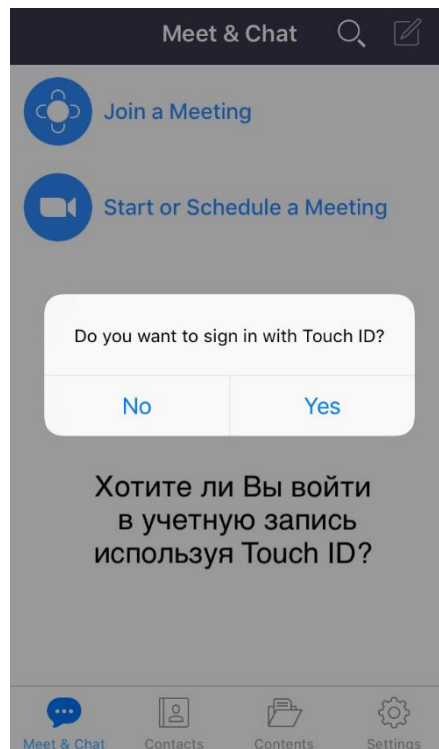 Meet & Chat
Join a Meeting
Start or Schedule a Meeting
Do you want to sign in with Touch ID?
No Yes
Хотите ли Вы войти
в учетную запись
используя Touch ID?
Meet & Chat Contacts Contents Settings